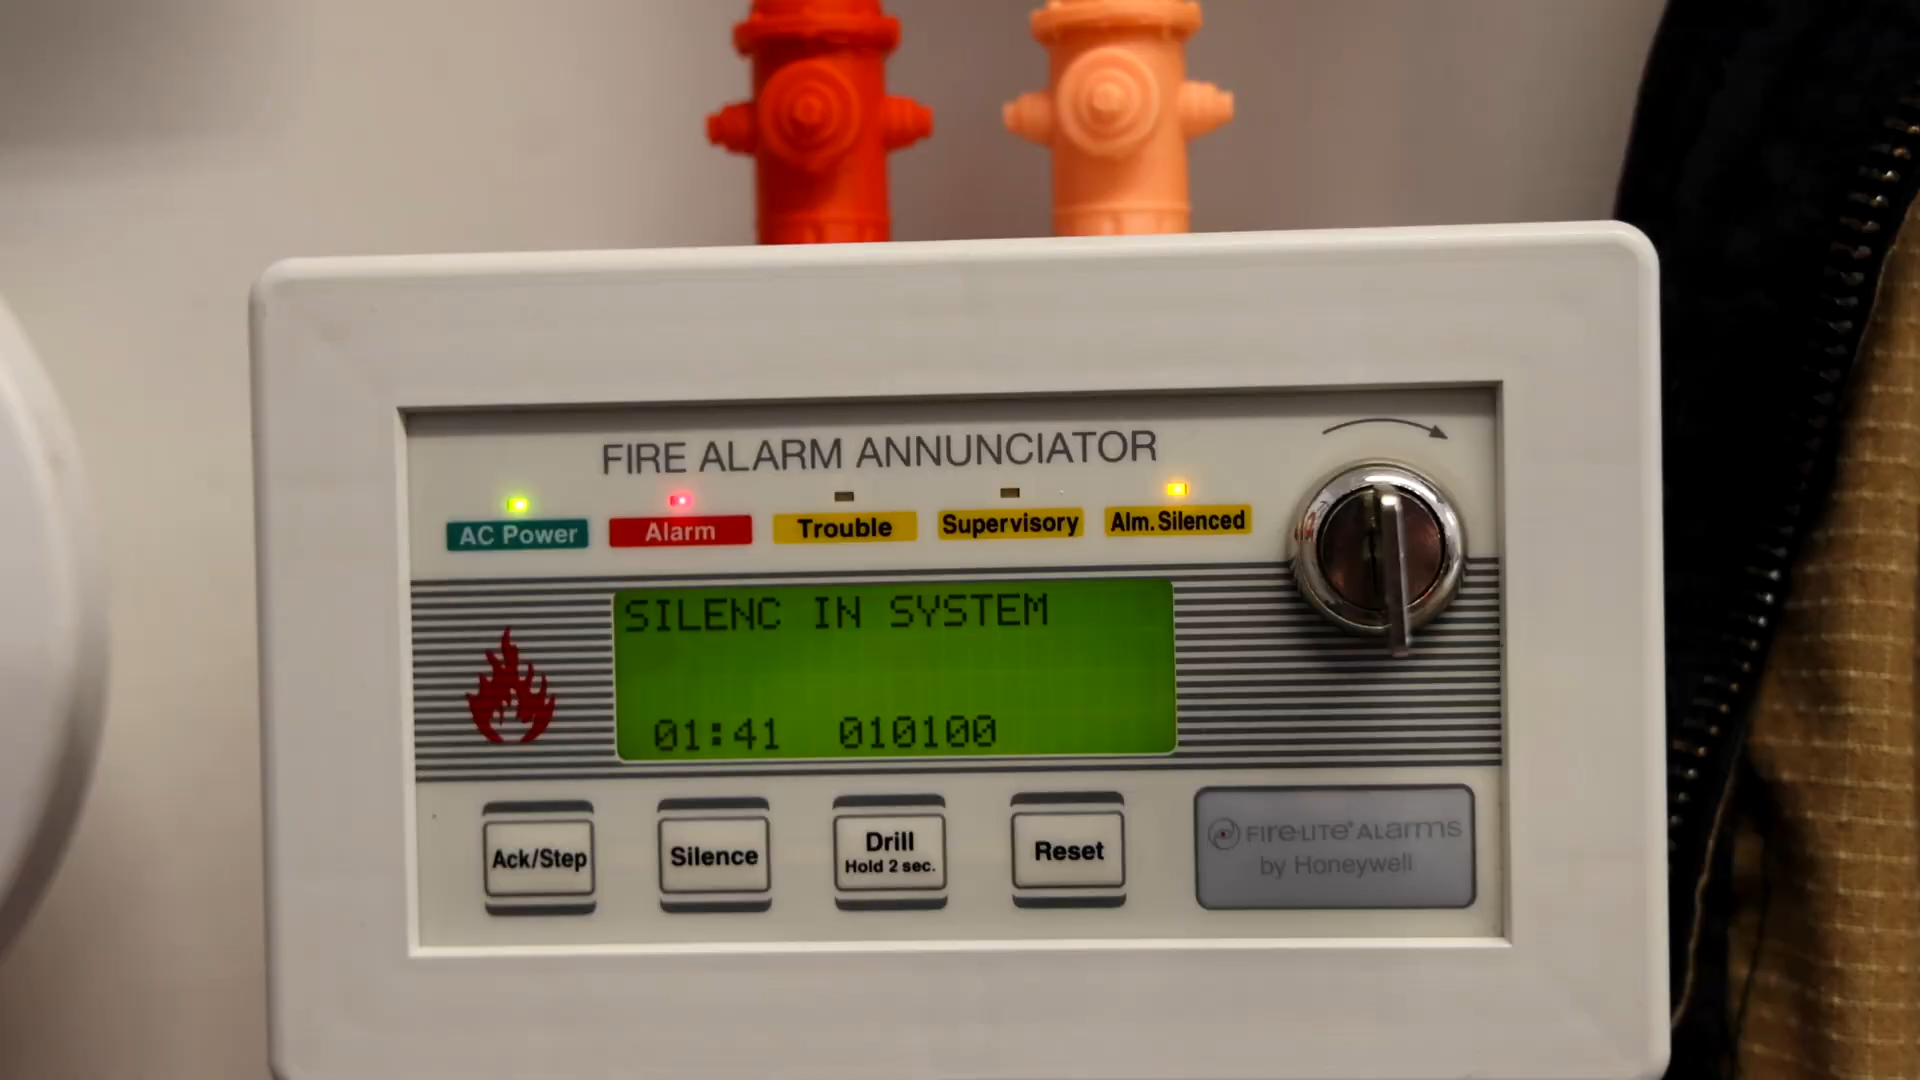 FIRE ALARM ANNUNCIATOR
AC Power
Alarm
Trouble
Supervisory
Alm. Silenced
SILENC IN SYSTEM
01:41 010100
Ack/Step
Silence
Drill
Hold 2 sec.
Reset
FIRE·LITE® ALARMS
by Honeywell